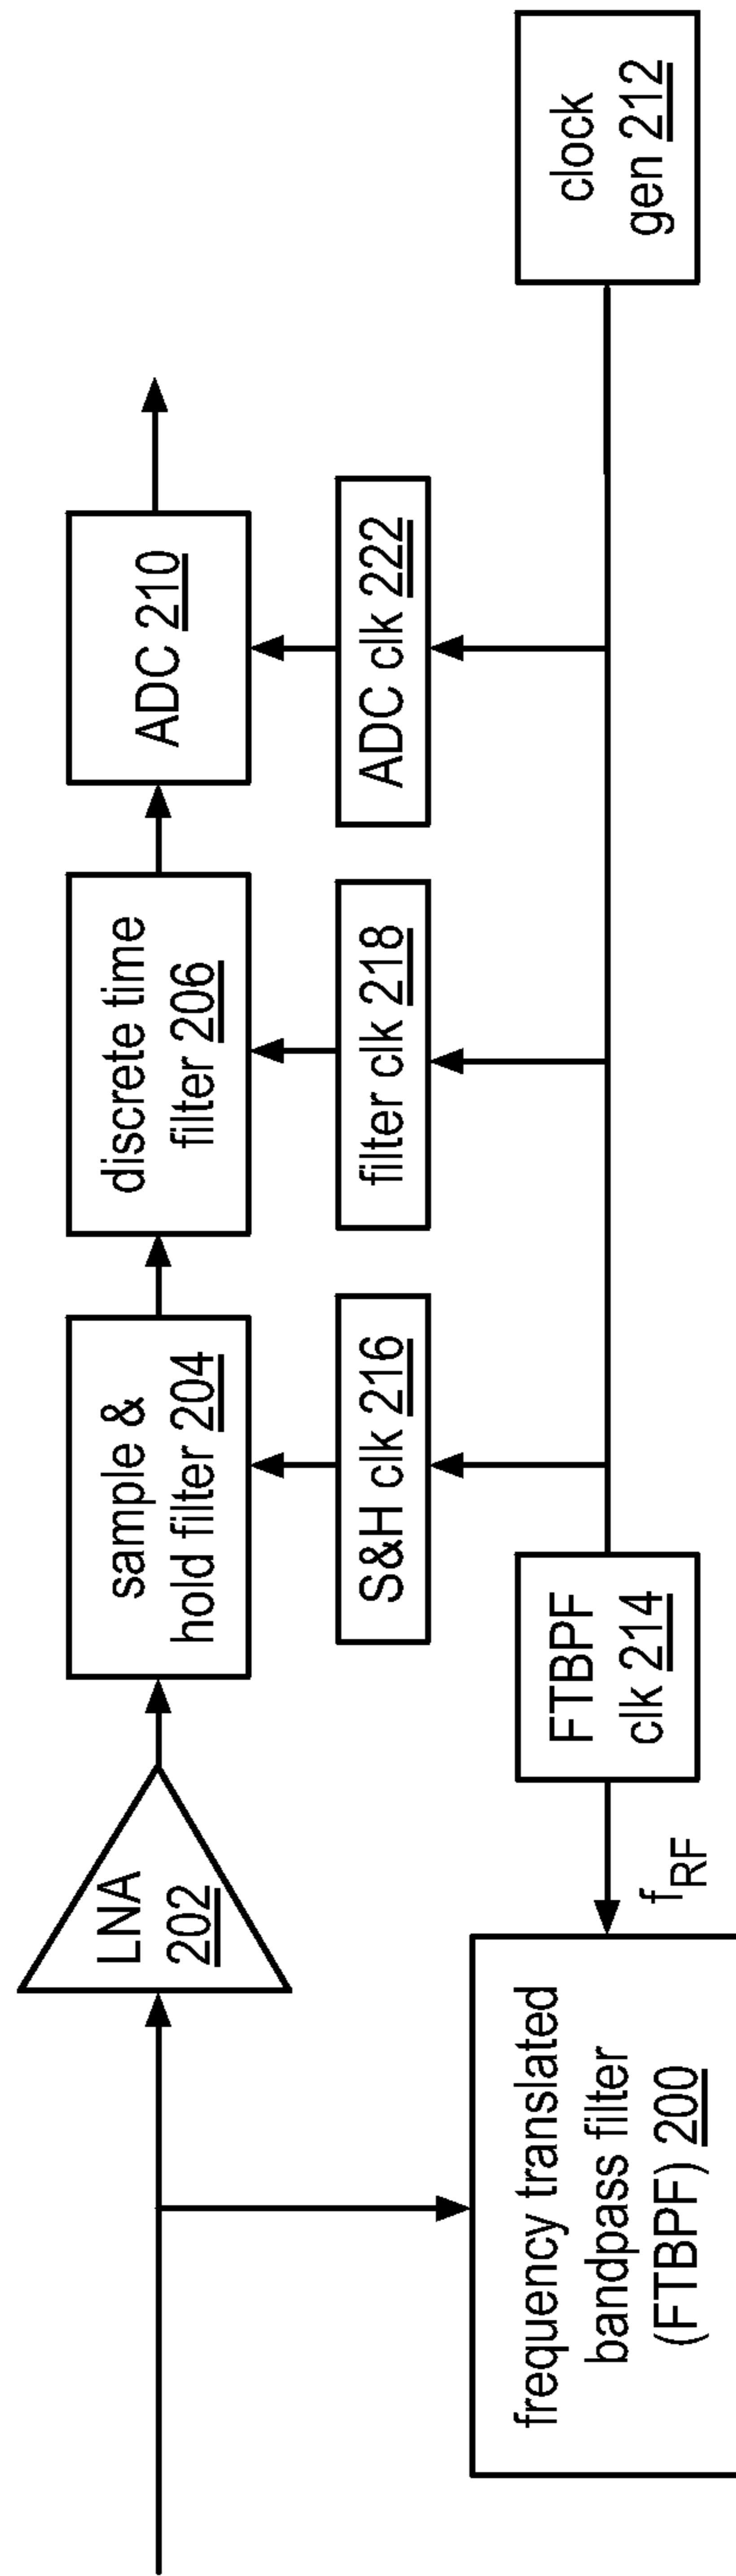 LNA
202
sample &
hold filter 204
discrete time
filter 206
ADC 210
S&H clk 216
filter clk 218
ADC clk 222
frequency translated
bandpass filter
(FTBPF) 200
fRF
FTBPF
clk 214
clock
gen 212